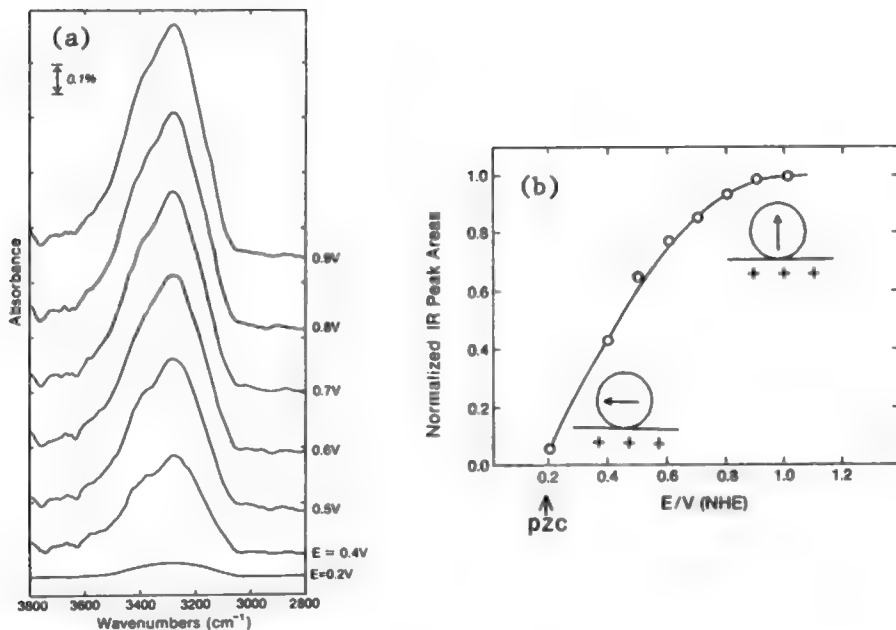 (a)
0.1%
Absorbance
0.9V
0.8V
0.7V
0.6V
0.5V
E = 0.4V
E=0.2V
3800 3600 3400 3200 3000 2800
Wavenumbers (cm⁻¹)
(b)
Normalized IR Peak Areas
1.0
0.8
0.6
0.4
0.2
0.0
+ + +
+ + +
0.2 0.4 0.6 0.8 1.0 1.2
E/V (NHE)
pzc